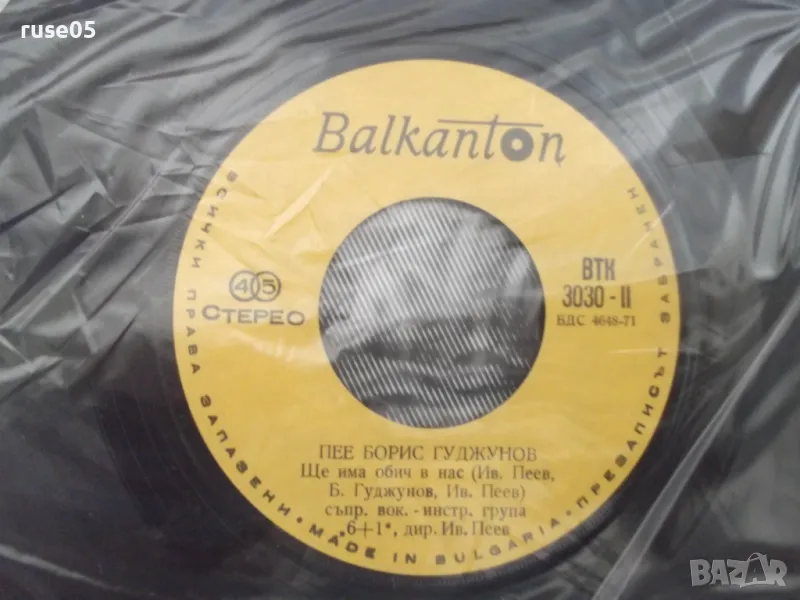 ruse05
Balkanton
45
СТЕРЕО
ВТК
3030 - II
БДС 4648-71
ПЕЕ БОРИС ГУДЖУНОВ
Ще има обич в нас (Ив. Пеев,
Б. Гуджунов, Ив. Пеев)
съпр. вок. - инстр. група
„6+1“, дир. Ив. Пеев
ВСИЧКИ ПРАВА ЗАПАЗЕНИ • MADE IN BULGARIA • ПРЕЗАПИСЪТ ЗАБРАНЕН
BAZAR